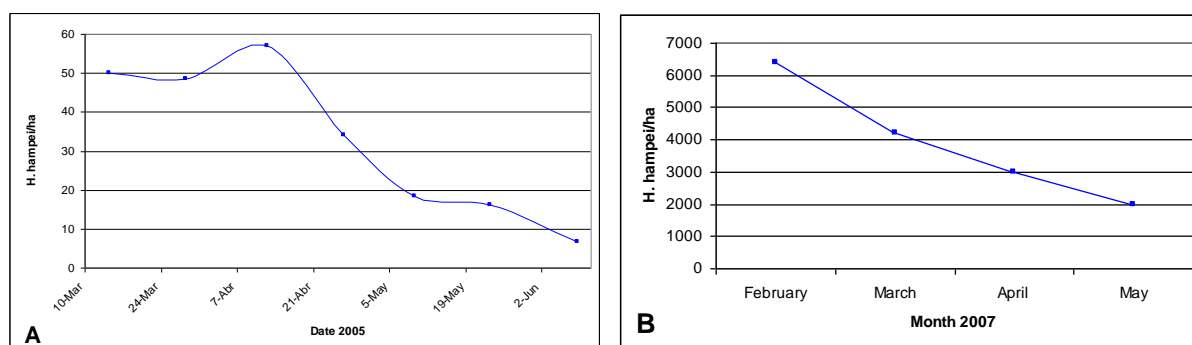 60
50
40
30
20
10
0
H. hampei/ha
10-Mar
24-Mar
7-Abr
21-Abr
5-May
19-May
2-Jun
Date 2005
A
7000
6000
5000
4000
3000
2000
1000
0
H. hampei/ha
February
March
April
May
Month 2007
B